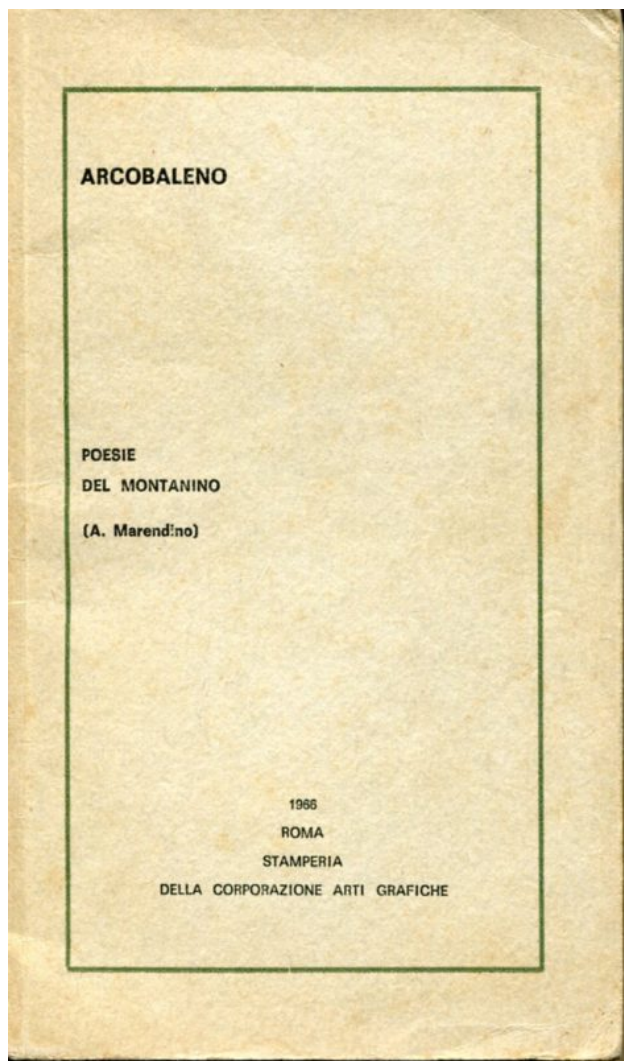 ARCOBALENO
POESIE
DEL MONTANINO
(A. Marendino)
1966
ROMA
STAMPERIA
DELLA CORPORAZIONE ARTI GRAFICHE